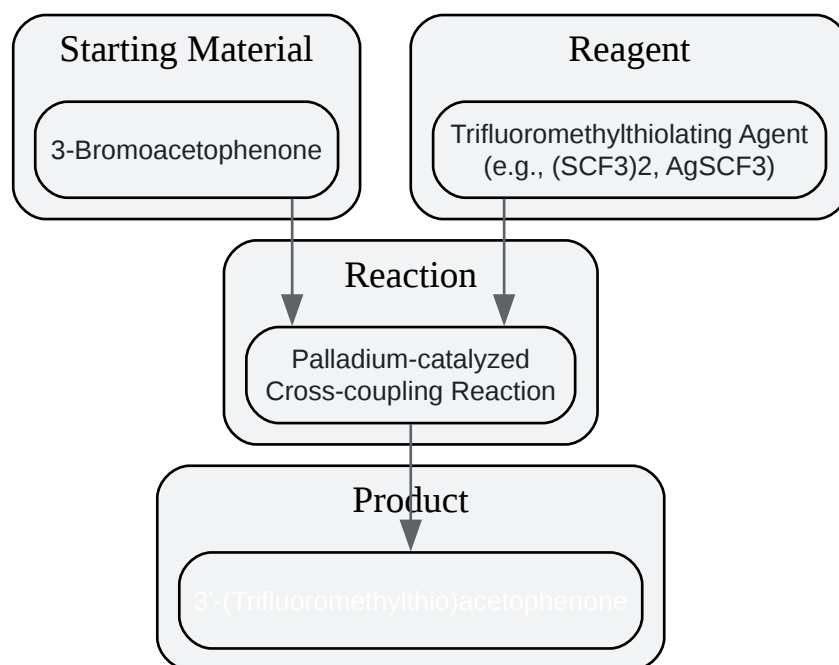 Starting Material
Reagent
3-Bromoacetophenone
Trifluoromethylthiolating Agent
(e.g., (SCF3)2, AgSCF3)
Reaction
Palladium-catalyzed
Cross-coupling Reaction
Product
3'-(Trifluoromethylthio)acetophenone